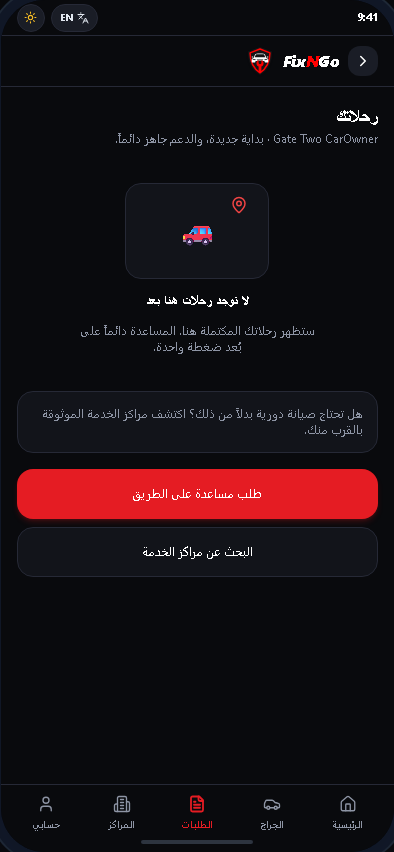 9:41
EN
FixNGo
رحلاتك
Gate Two CarOwner · بداية جديدة، والدعم جاهز دائماً.
لا توجد رحلات هنا بعد
ستظهر رحلاتك المكتملة هنا. المساعدة دائماً على
بُعد ضغطة واحدة.
هل تحتاج صيانة دورية بدلاً من ذلك؟ اكتشف مراكز الخدمة الموثوقة
بالقرب منك.
طلب مساعدة على الطريق
البحث عن مراكز الخدمة
الرئيسية
الجراج
الطلبات
المراكز
حسابي